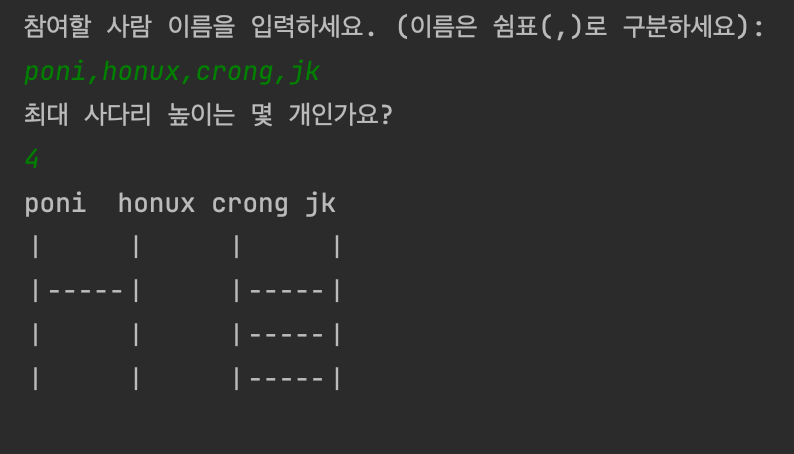 참여할 사람 이름을 입력하세요. (이름은 쉼표(,)로 구분하세요):
poni,honux,crong,jk
최대 사다리 높이는 몇 개인가요?
4
poni  honux crong jk
|     |     |     |
|-----|     |-----|
|     |     |-----|
|     |     |-----|